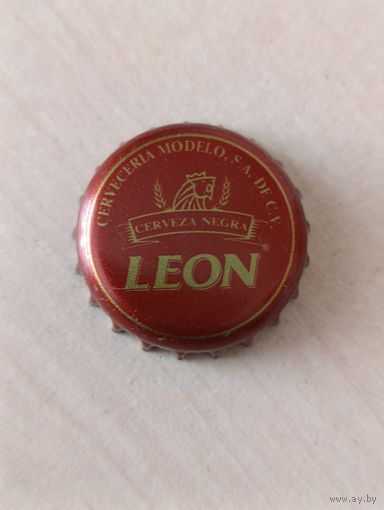 CERVECERIA MODELO, S.A. DE C.V.
CERVEZA NEGRA
LEON®
www.ay.by